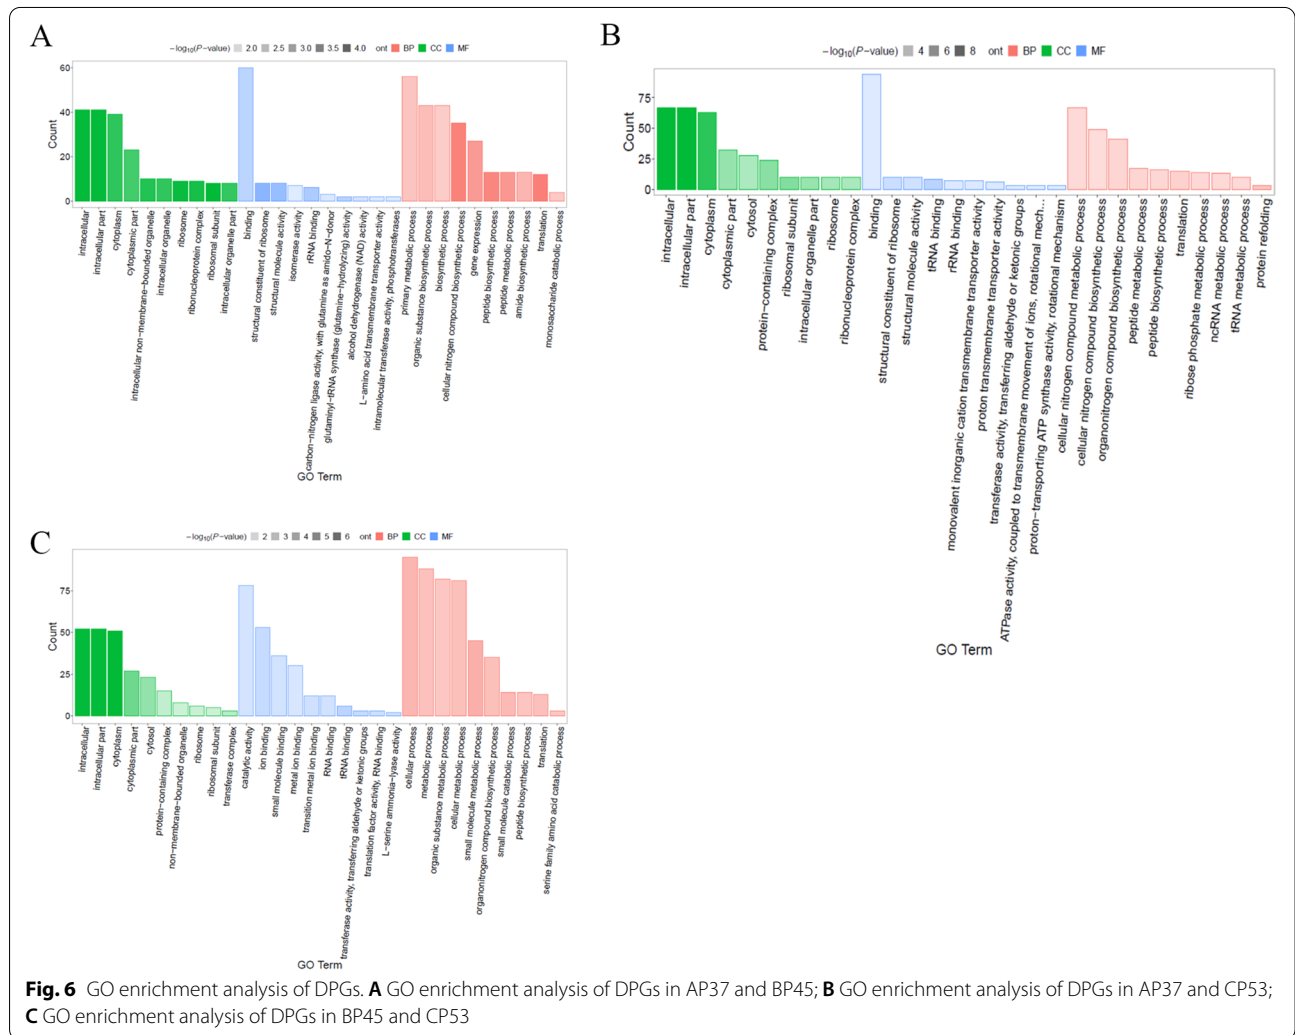 A
−log10(P−value) 2.0 2.5 3.0 3.5 4.0 ont BP CC MF
60
40
20
0
Count
intracellular
intracellular part
cytoplasm
cytoplasmic part
intracellular non−membrane−bounded organelle
intracellular organelle
ribosome
ribonucleoprotein complex
ribosomal subunit
intracellular organelle part
binding
structural constituent of ribosome
structural molecule activity
isomerase activity
rRNA binding
carbon−nitrogen ligase activity, with glutamine as amido−N−donor
glutaminyl−tRNA synthase (glutamine−hydrolyzing) activity
alcohol dehydrogenase (NAD) activity
L−amino acid transmembrane transporter activity
intramolecular transferase activity, phosphotransferases
primary metabolic process
organic substance biosynthetic process
biosynthetic process
cellular nitrogen compound biosynthetic process
gene expression
peptide biosynthetic process
peptide metabolic process
amide biosynthetic process
translation
monosaccharide catabolic process
GO Term
B
−log10(P−value) 4 6 8 ont BP CC MF
75
50
25
0
Count
intracellular
intracellular part
cytoplasm
cytoplasmic part
cytosol
protein−containing complex
ribosomal subunit
intracellular organelle part
ribosome
ribonucleoprotein complex
binding
structural constituent of ribosome
structural molecule activity
tRNA binding
rRNA binding
monovalent inorganic cation transmembrane transporter activity
proton transmembrane transporter activity
transferase activity, transferring aldehyde or ketonic groups
ATPase activity, coupled to transmembrane movement of ions, rotational mech....
proton−transporting ATP synthase activity, rotational mechanism
cellular nitrogen compound metabolic process
cellular nitrogen compound biosynthetic process
organonitrogen compound biosynthetic process
peptide metabolic process
peptide biosynthetic process
translation
ribose phosphate metabolic process
ncRNA metabolic process
tRNA metabolic process
protein refolding
GO Term
C
−log10(P−value) 2 3 4 5 6 ont BP CC MF
75
50
25
0
Count
intracellular
intracellular part
cytoplasm
cytoplasmic part
cytosol
protein−containing complex
non−membrane−bounded organelle
ribosome
ribosomal subunit
transferase complex
catalytic activity
ion binding
small molecule binding
metal ion binding
transition metal ion binding
RNA binding
tRNA binding
transferase activity, transferring aldehyde or ketonic groups
translation factor activity, RNA binding
L−serine ammonia−lyase activity
cellular process
metabolic process
organic substance metabolic process
cellular metabolic process
small molecule metabolic process
organonitrogen compound biosynthetic process
small molecule catabolic process
peptide biosynthetic process
translation
serine family amino acid catabolic process
GO Term
Fig. 6 GO enrichment analysis of DPGs. A GO enrichment analysis of DPGs in AP37 and BP45; B GO enrichment analysis of DPGs in AP37 and CP53;
C GO enrichment analysis of DPGs in BP45 and CP53